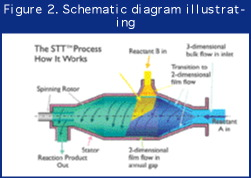 Figure 2. Schematic diagram illustrat-
ing
The STT™ Process
How It Works
Reactant B in
3-dimensional
bulk flow in inlet
Transition to
2-dimensional
film flow
Spinning Rotor
Reactant
A in
Reaction Product
Out
Stator
2-dimensional
film flow in
annual gap